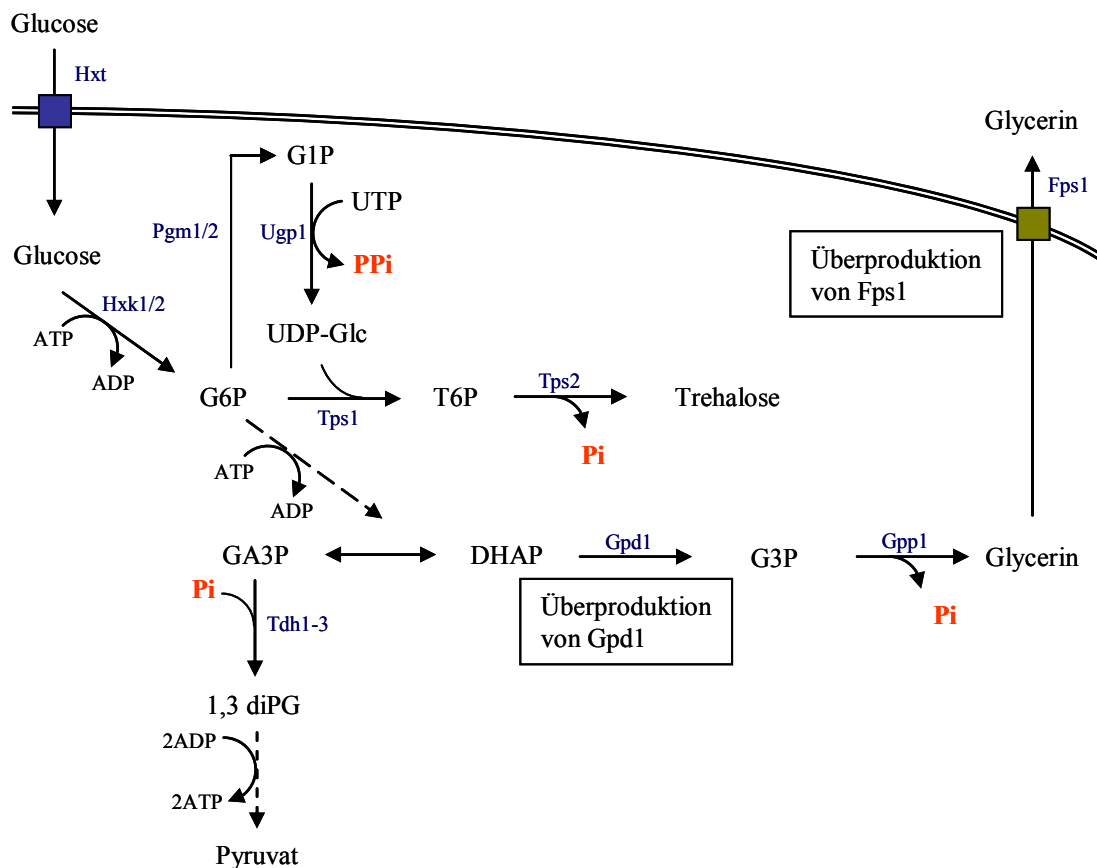 Glucose
Hxt
Glycerin
Fps1
G1P
UTP
Pgm1/2
Ugp1
PPi
Glucose
Überproduktion
von Fps1
Hxk1/2
ATP
ADP
UDP-Glc
G6P
Tps1
T6P
Tps2
Trehalose
Pi
ATP
ADP
GA3P
DHAP
Gpd1
G3P
Gpp1
Glycerin
Pi
Pi
Überproduktion
von Gpd1
Tdh1-3
1,3 diPG
2ADP
2ATP
Pyruvat